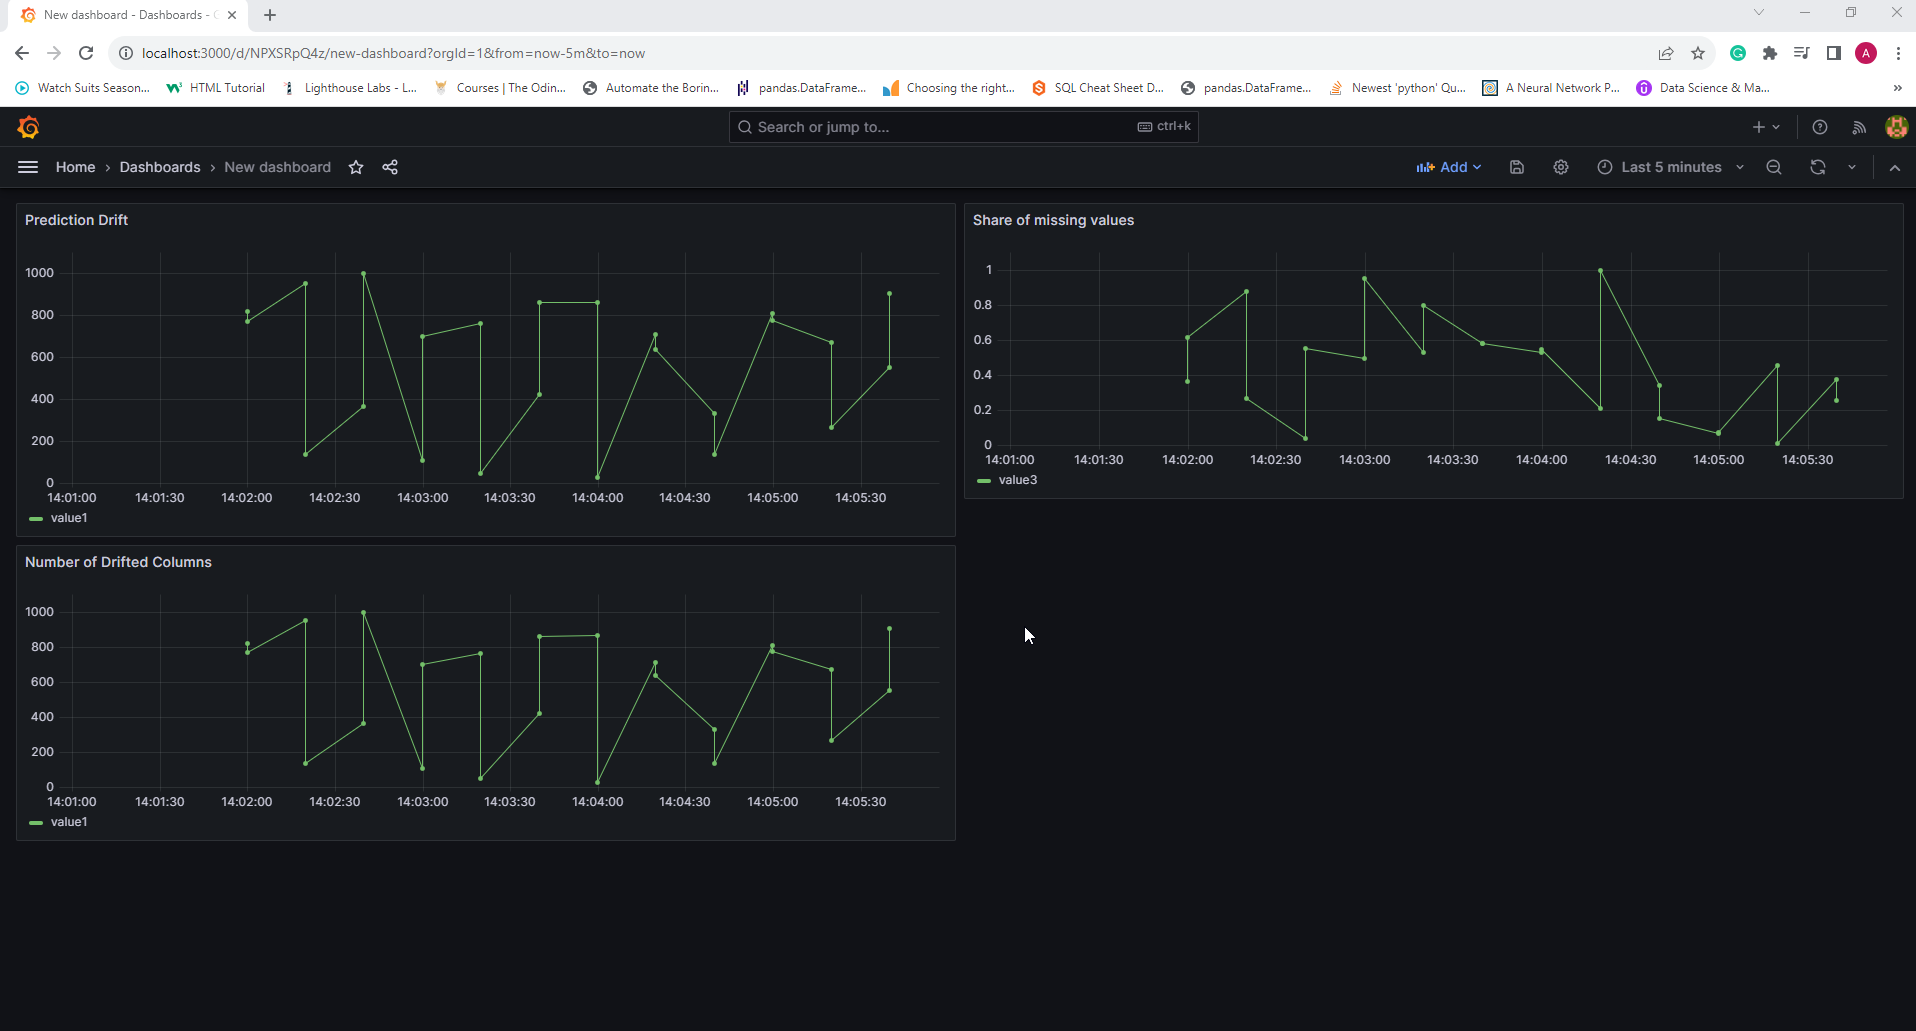 New dashboard - Dashboards -
localhost:3000/d/NPXSRpQ4z/new-dashboard?orgId=1&from=now-5m&to=now
A
Watch Suits Season... HTML Tutorial Lighthouse Labs - L... Courses | The Odin... Automate the Borin... pandas.DataFrame... Choosing the right... SQL Cheat Sheet D... pandas.DataFrame... Newest 'python' Qu... A Neural Network P... Data Science & Ma... »
Search or jump to... ctrl+k
Home › Dashboards › New dashboard Add Last 5 minutes
Prediction Drift
1000
800
600
400
200
0
14:01:00 14:01:30 14:02:00 14:02:30 14:03:00 14:03:30 14:04:00 14:04:30 14:05:00 14:05:30
value1
Share of missing values
1
0.8
0.6
0.4
0.2
0
14:01:00 14:01:30 14:02:00 14:02:30 14:03:00 14:03:30 14:04:00 14:04:30 14:05:00 14:05:30
value3
Number of Drifted Columns
1000
800
600
400
200
0
14:01:00 14:01:30 14:02:00 14:02:30 14:03:00 14:03:30 14:04:00 14:04:30 14:05:00 14:05:30
value1